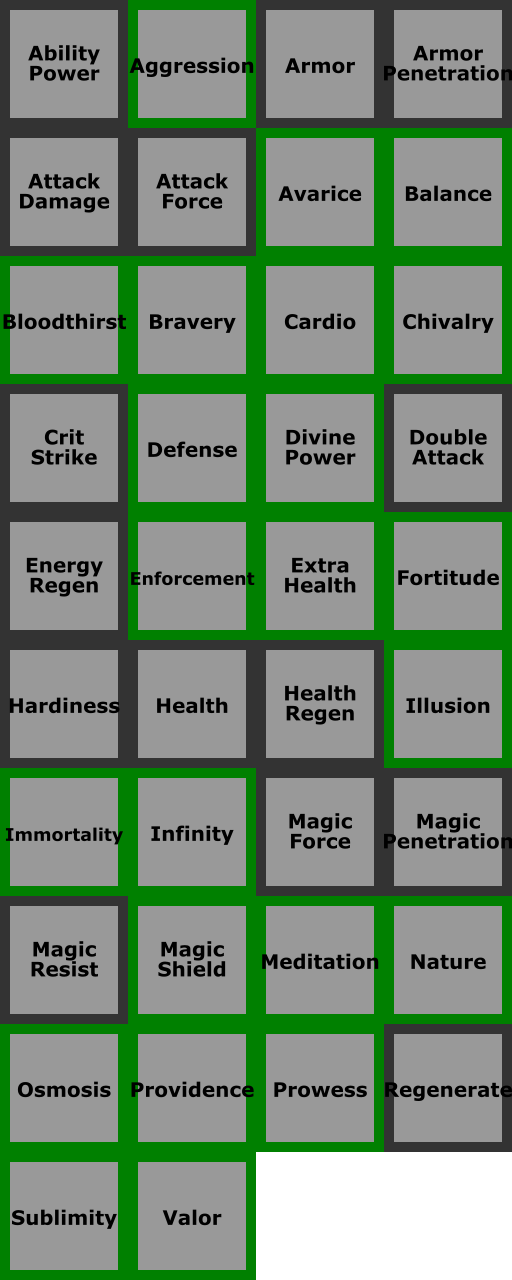 Ability
Power
Aggression
Armor
Armor
Penetration
Attack
Damage
Attack
Force
Avarice
Balance
Bloodthirst
Bravery
Cardio
Chivalry
Crit
Strike
Defense
Divine
Power
Double
Attack
Energy
Regen
Enforcement
Extra
Health
Fortitude
Hardiness
Health
Health
Regen
Illusion
Immortality
Infinity
Magic
Force
Magic
Penetration
Magic
Resist
Magic
Shield
Meditation
Nature
Osmosis
Providence
Prowess
Regenerate
Sublimity
Valor